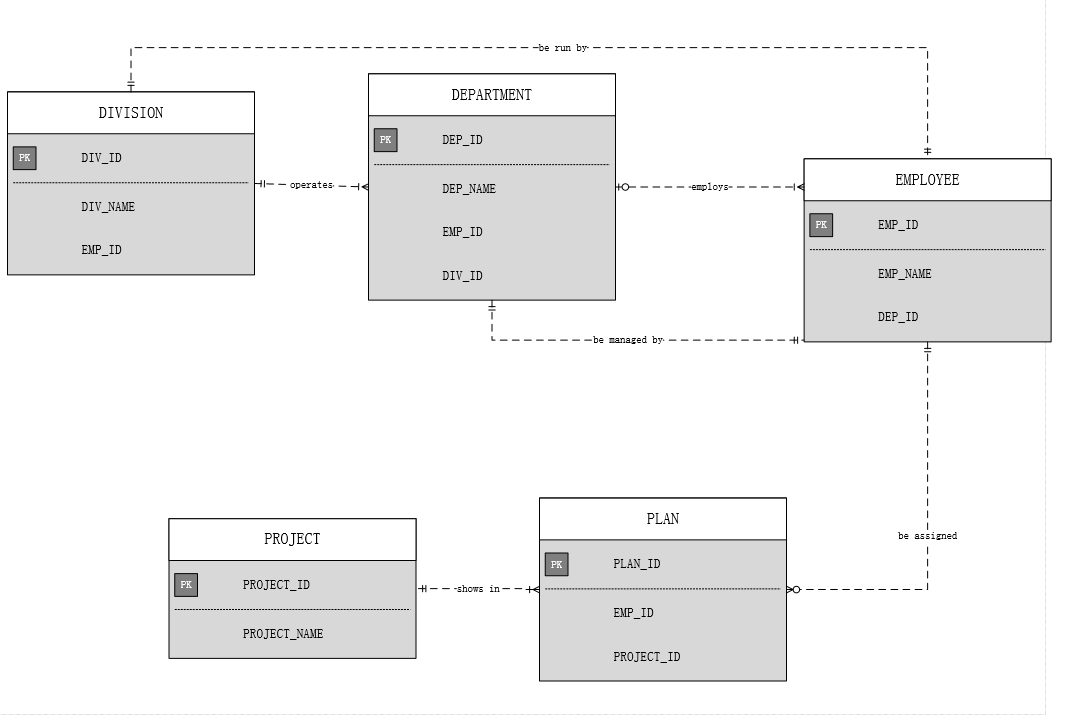 be run by
DIVISION
PK DIV_ID
DIV_NAME
EMP_ID
operates
DEPARTMENT
PK DEP_ID
DEP_NAME
EMP_ID
DIV_ID
employs
be managed by
EMPLOYEE
PK EMP_ID
EMP_NAME
DEP_ID
be assigned
PROJECT
PK PROJECT_ID
PROJECT_NAME
shows in
PLAN
PK PLAN_ID
EMP_ID
PROJECT_ID